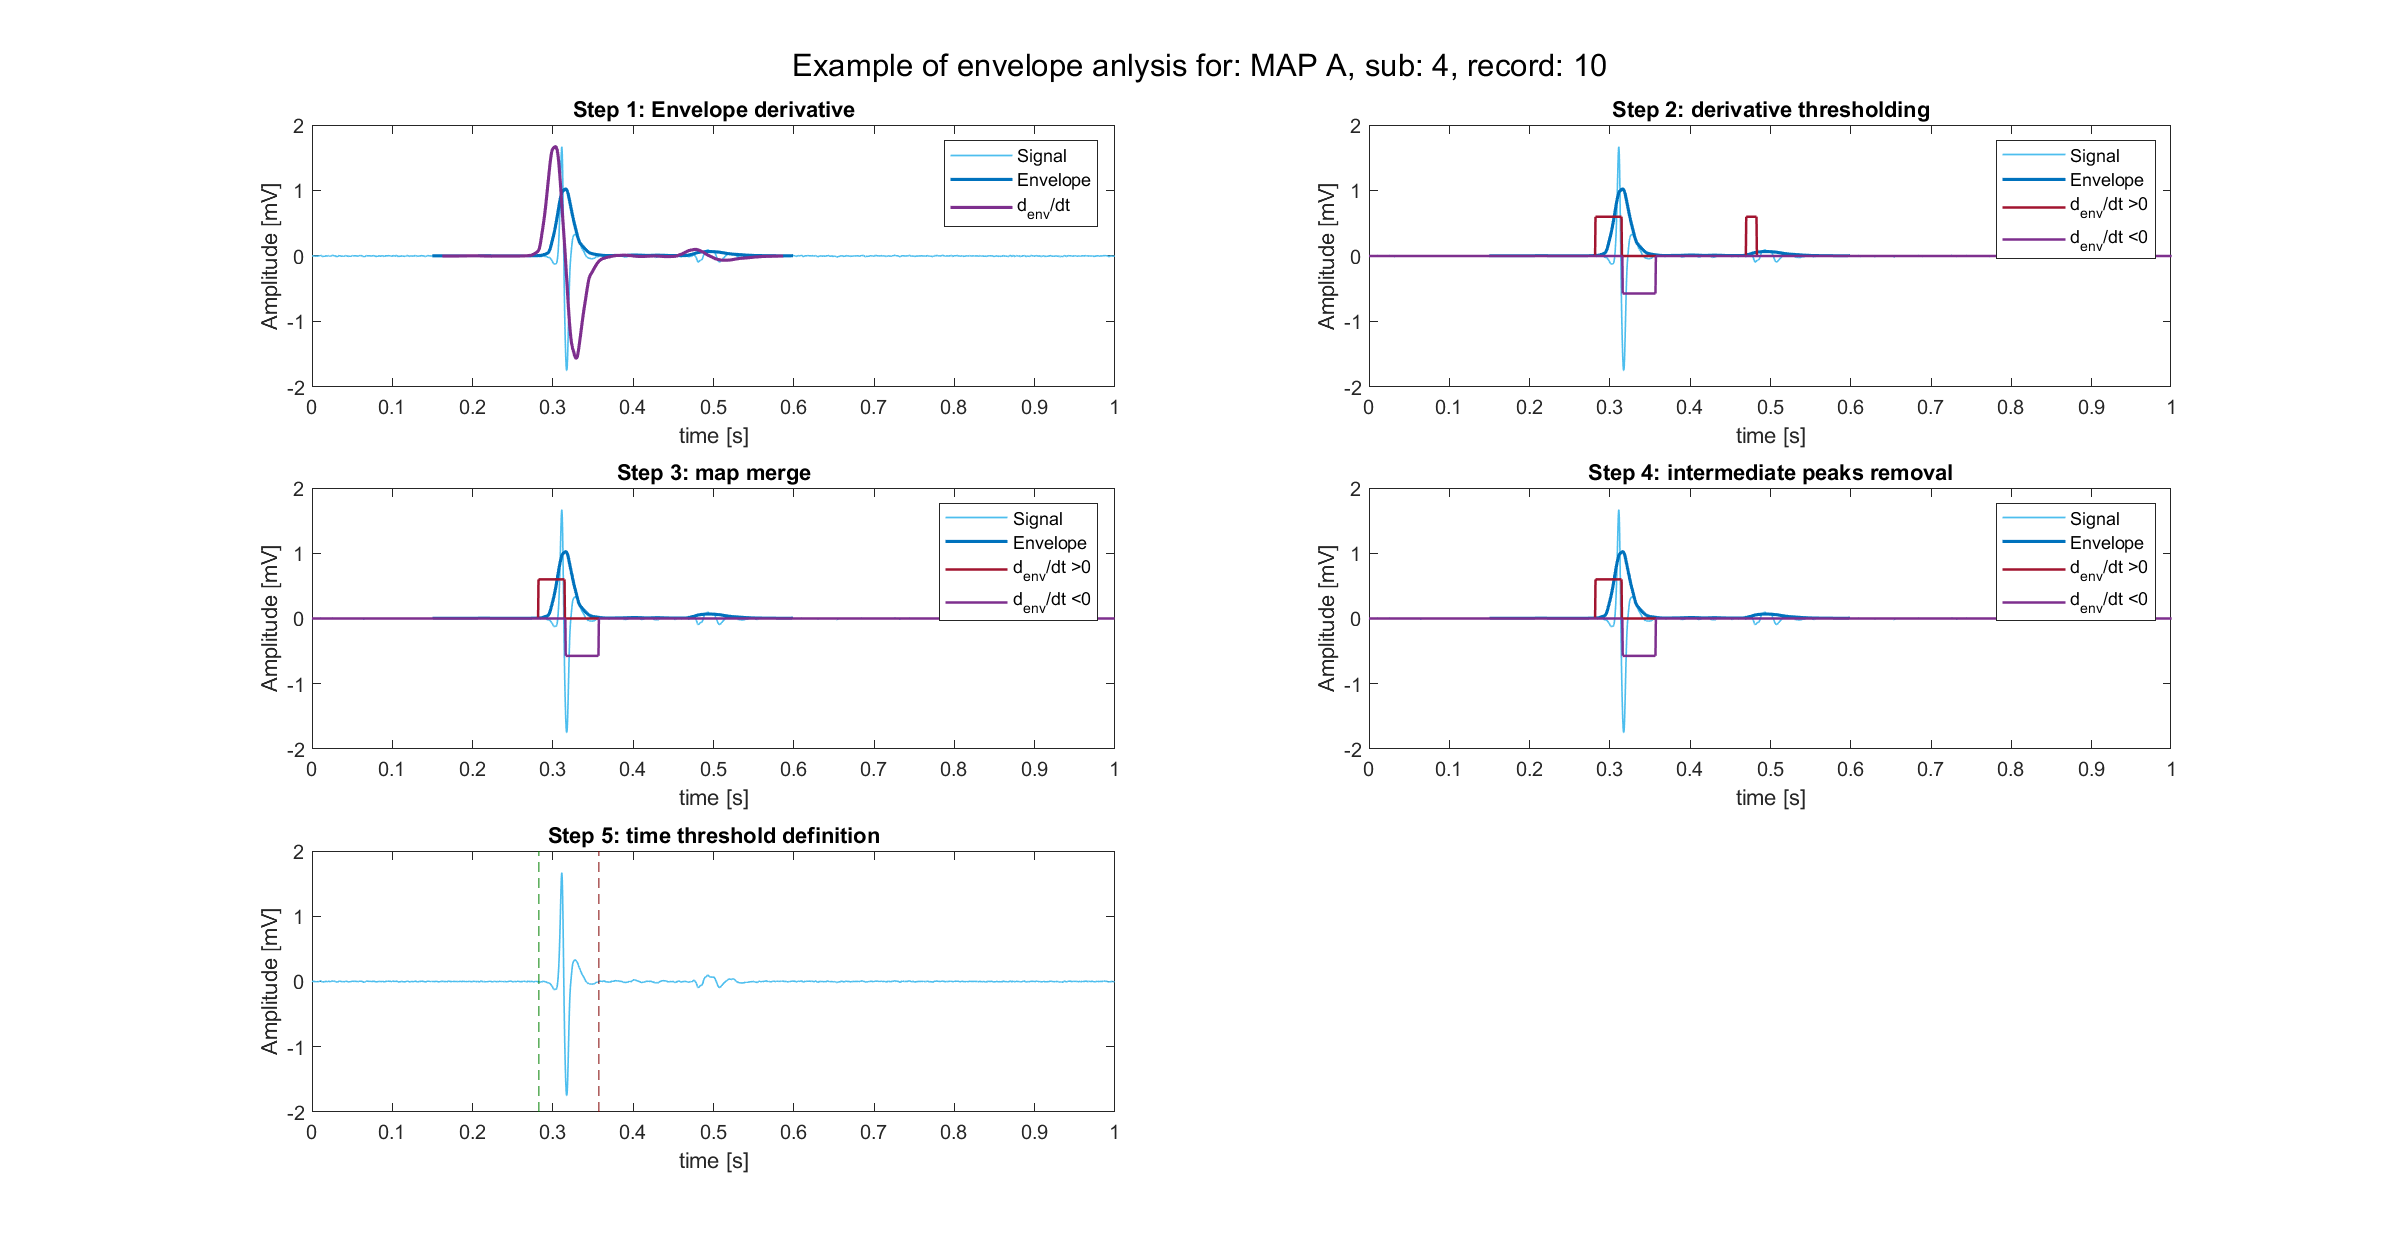 Example of envelope anlysis for: MAP A, sub: 4, record: 10
Step 1: Envelope derivative
2
1
0
-1
-2
Amplitude [mV]
Signal
Envelope
d_env/dt
0 0.1 0.2 0.3 0.4 0.5 0.6 0.7 0.8 0.9 1
time [s]
Step 2: derivative thresholding
2
1
0
-1
-2
Amplitude [mV]
Signal
Envelope
d_env/dt >0
d_env/dt <0
0 0.1 0.2 0.3 0.4 0.5 0.6 0.7 0.8 0.9 1
time [s]
Step 3: map merge
2
1
0
-1
-2
Amplitude [mV]
Signal
Envelope
d_env/dt >0
d_env/dt <0
0 0.1 0.2 0.3 0.4 0.5 0.6 0.7 0.8 0.9 1
time [s]
Step 4: intermediate peaks removal
2
1
0
-1
-2
Amplitude [mV]
Signal
Envelope
d_env/dt >0
d_env/dt <0
0 0.1 0.2 0.3 0.4 0.5 0.6 0.7 0.8 0.9 1
time [s]
Step 5: time threshold definition
2
1
0
-1
-2
Amplitude [mV]
0 0.1 0.2 0.3 0.4 0.5 0.6 0.7 0.8 0.9 1
time [s]